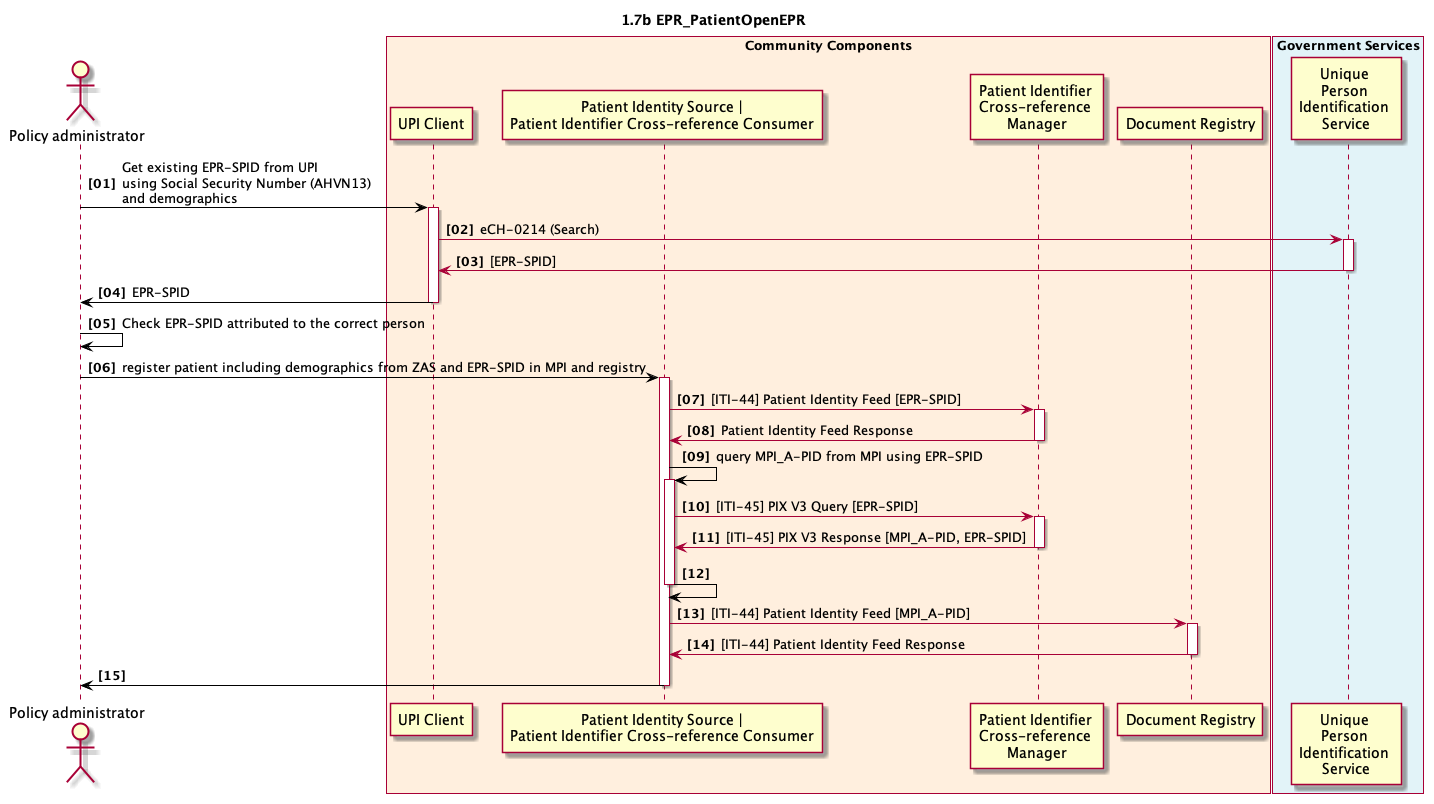 1.7b EPR_PatientOpenEPR
Community Components
Government Services
Policy administrator
UPI Client
Patient Identity Source |
Patient Identifier Cross-reference Consumer
Patient Identifier
Cross-reference
Manager
Document Registry
Unique
Person
Identification
Service
Get existing EPR-SPID from UPI
[01] using Social Security Number (AHVN13)
and demographics
[02] eCH-0214 (Search)
[03] [EPR-SPID]
[04] EPR-SPID
[05] Check EPR-SPID attributed to the correct person
[06] register patient including demographics from ZAS and EPR-SPID in MPI and registry
[07] [ITI-44] Patient Identity Feed [EPR-SPID]
[08] Patient Identity Feed Response
[09] query MPI_A-PID from MPI using EPR-SPID
[10] [ITI-45] PIX V3 Query [EPR-SPID]
[11] [ITI-45] PIX V3 Response [MPI_A-PID, EPR-SPID]
[12]
[13] [ITI-44] Patient Identity Feed [MPI_A-PID]
[14] [ITI-44] Patient Identity Feed Response
[15]
Policy administrator
UPI Client
Patient Identity Source |
Patient Identifier Cross-reference Consumer
Patient Identifier
Cross-reference
Manager
Document Registry
Unique
Person
Identification
Service